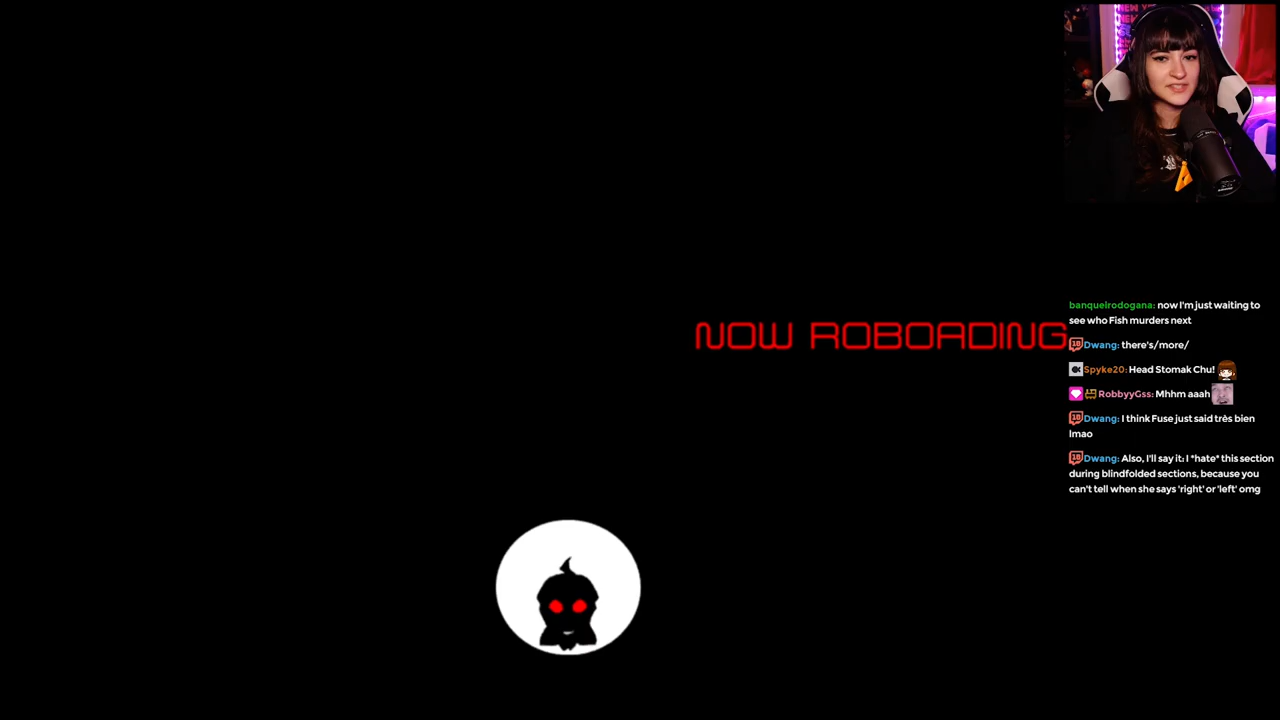 NOW ROBOADING
banqueirodogana: now I'm just waiting to
see who Fish murders next
Dwang: there's/more/
Spyke20: Head Stomak Chu!
RobbyyGss: Mhhm aaah
Dwang: I think Fuse just said très bien
lmao
Dwang: Also, I'll say it: I *hate* this section
during blindfolded sections, because you
can't tell when she says 'right' or 'left' omg